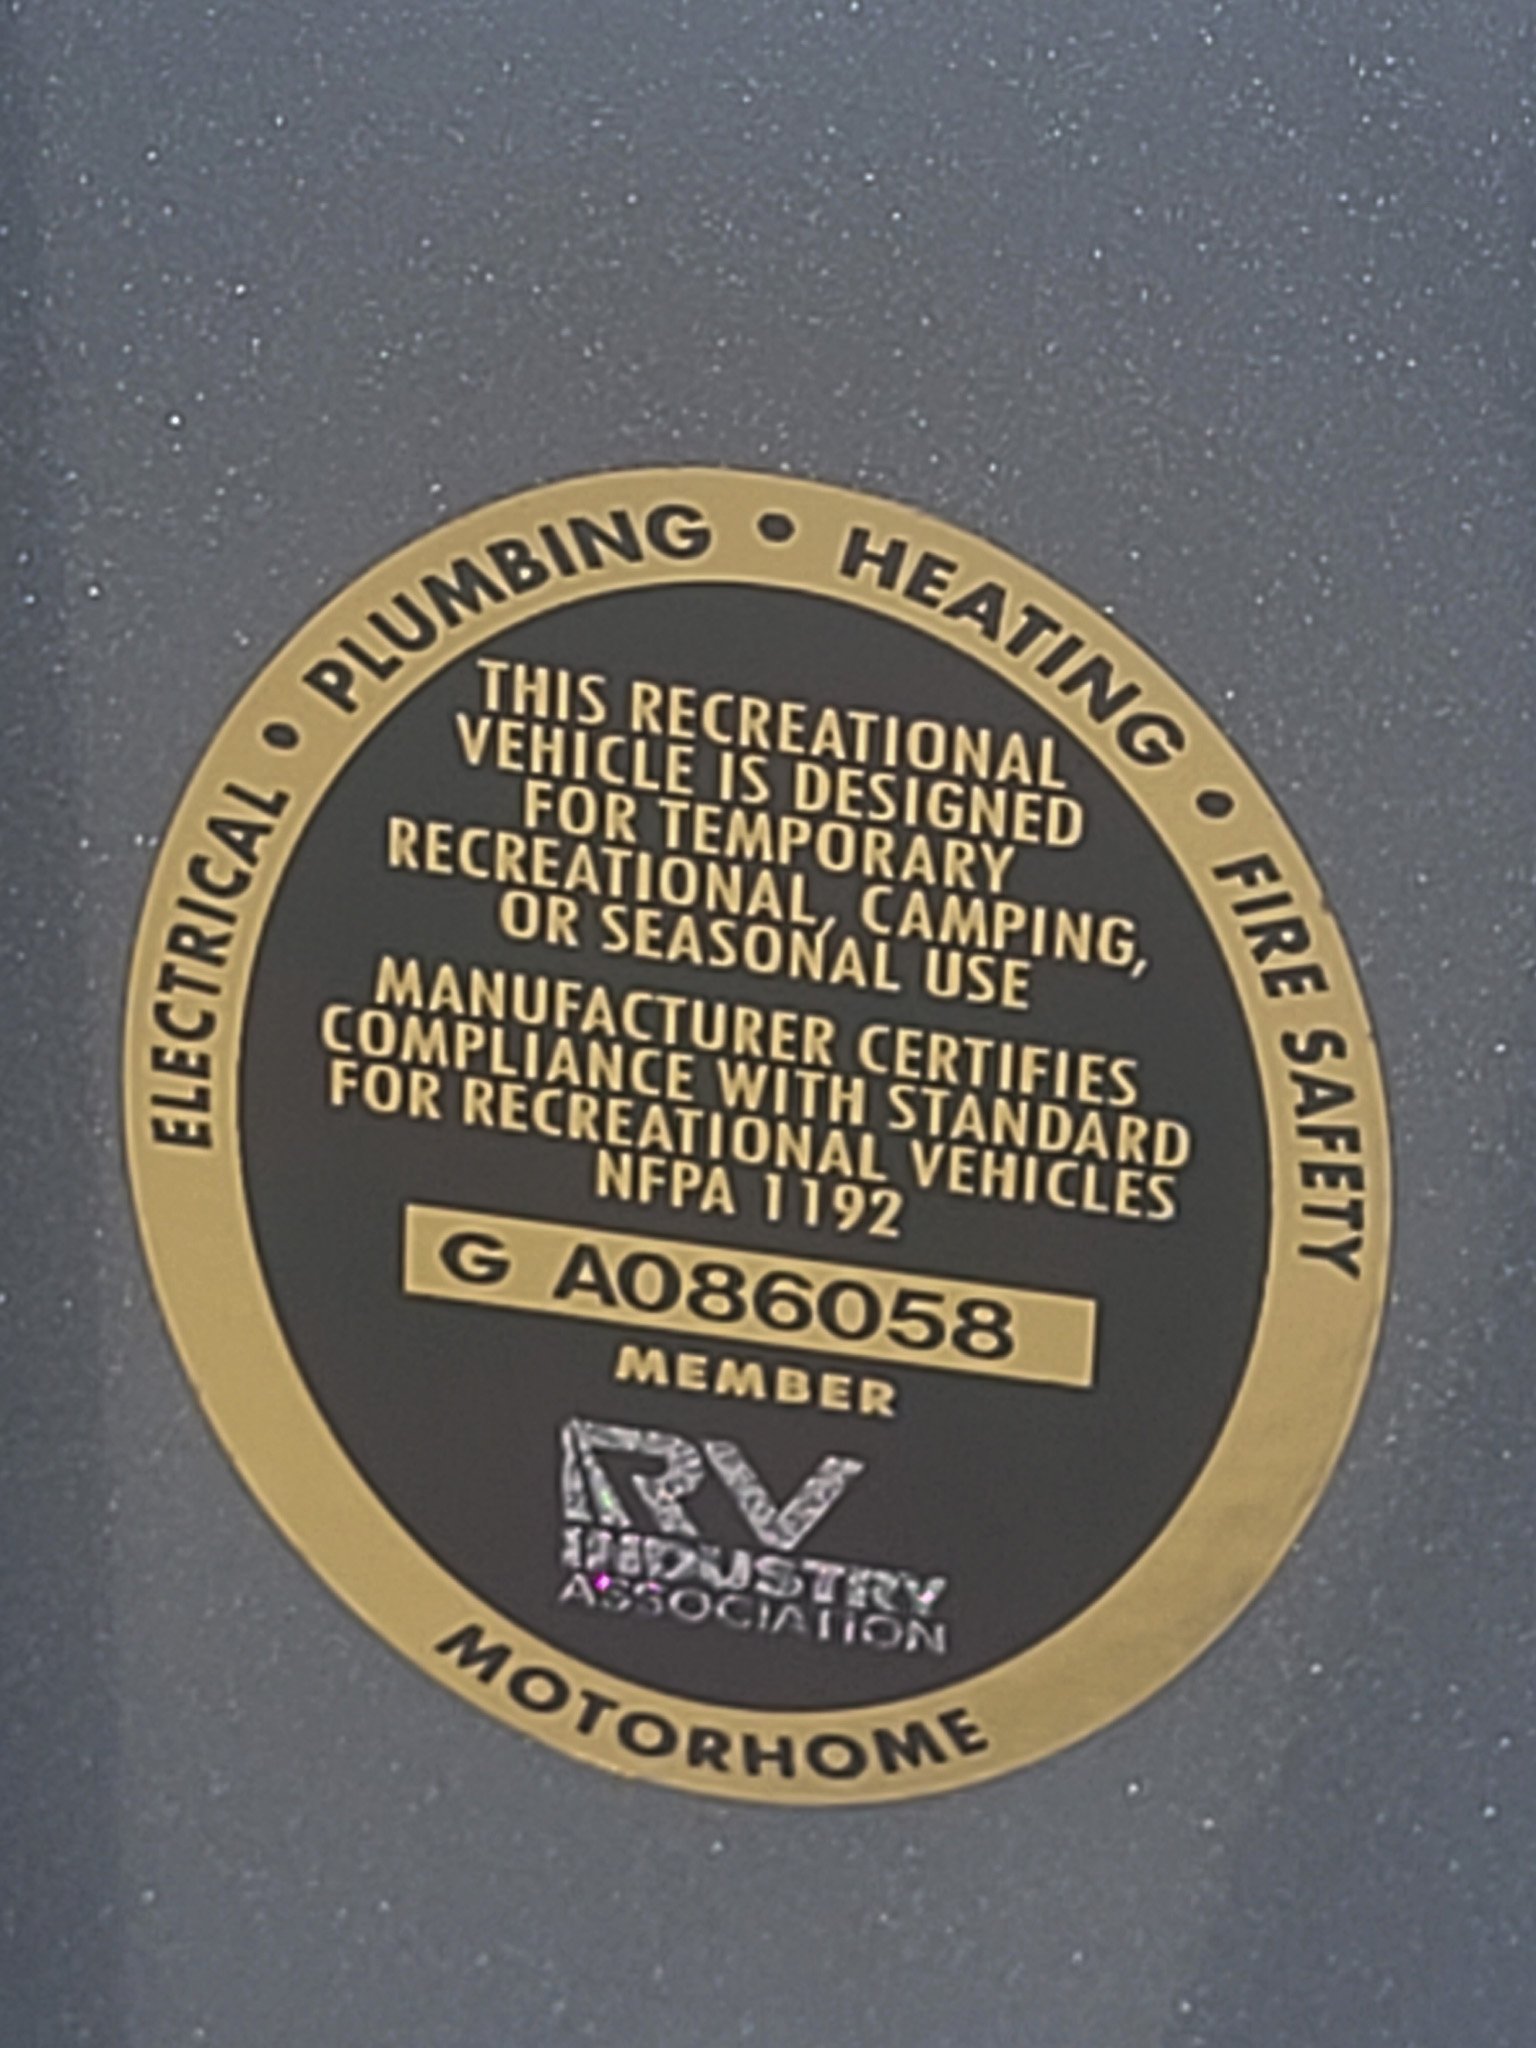 ELECTRICAL • PLUMBING • HEATING • FIRE SAFETY
THIS RECREATIONAL
VEHICLE IS DESIGNED
FOR TEMPORARY
RECREATIONAL, CAMPING,
OR SEASONAL USE
MANUFACTURER CERTIFIES
COMPLIANCE WITH STANDARD
FOR RECREATIONAL VEHICLES
NFPA 1192
G A086058
MEMBER
RV
INDUSTRY
ASSOCIATION
MOTORHOME